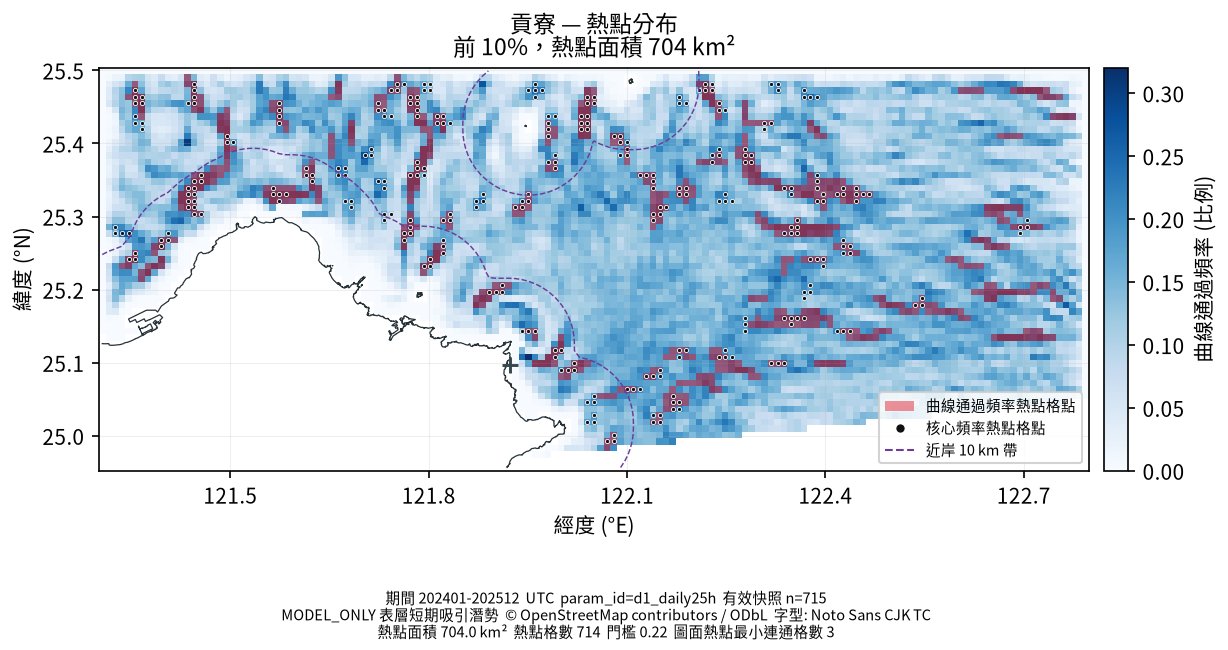 貢寮 — 熱點分布
前 10%，熱點面積 704 km²
25.5
25.4
25.3
25.2
25.1
25.0
緯度 (°N)
121.5
121.8
122.1
122.4
122.7
經度 (°E)
曲線通過頻率熱點格點
核心頻率熱點格點
近岸 10 km 帶
0.30
0.25
0.20
0.15
0.10
0.05
0.00
曲線通過頻率 (比例)
期間 202401-202512 UTC param_id=d1_daily25h 有效快照 n=715
MODEL_ONLY 表層短期吸引潛勢 © OpenStreetMap contributors / ODbL 字型: Noto Sans CJK TC
熱點面積 704.0 km² 熱點格數 714 門檻 0.22 圖面熱點最小連通格數 3